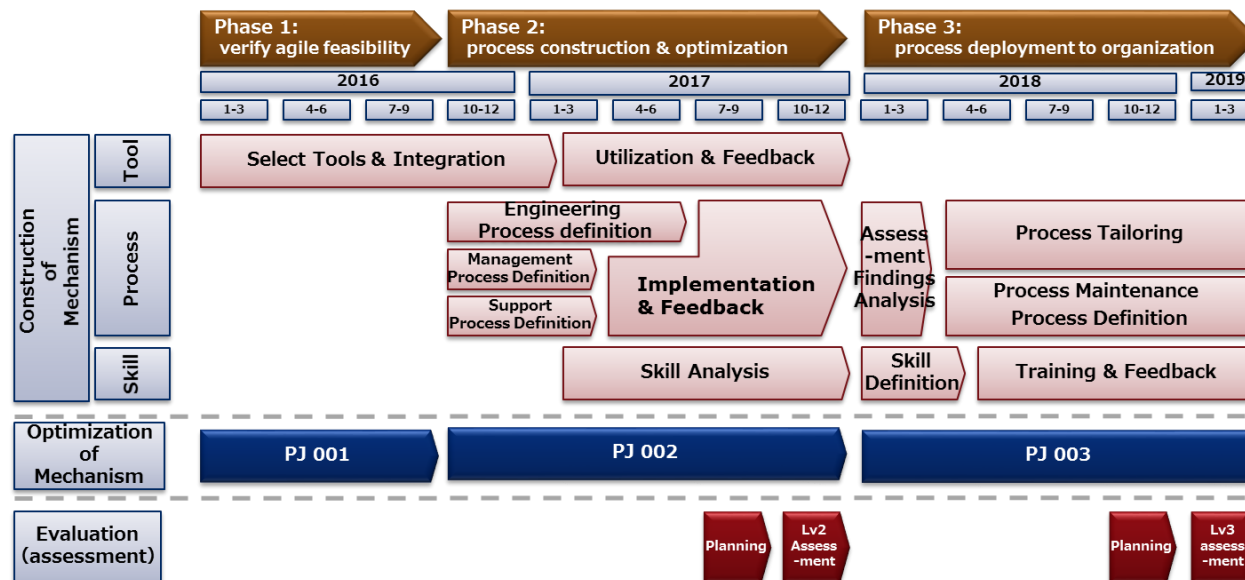 Phase 1:
verify agile feasibility
Phase 2:
process construction & optimization
Phase 3:
process deployment to organization
2016
2017
2018
2019
1-3
4-6
7-9
10-12
1-3
4-6
7-9
10-12
1-3
4-6
7-9
10-12
1-3
Construction
of
Mechanism
Tool
Select Tools & Integration
Utilization & Feedback
Process
Engineering
Process definition
Management
Process Definition
Support
Process Definition
Implementation
& Feedback
Assess
-ment
Findings
Analysis
Process Tailoring
Process Maintenance
Process Definition
Skill
Skill Analysis
Skill
Definition
Training & Feedback
Optimization
of
Mechanism
PJ 001
PJ 002
PJ 003
Evaluation
(assessment)
Planning
Lv2
Assess
-ment
Planning
Lv3
assess
-ment